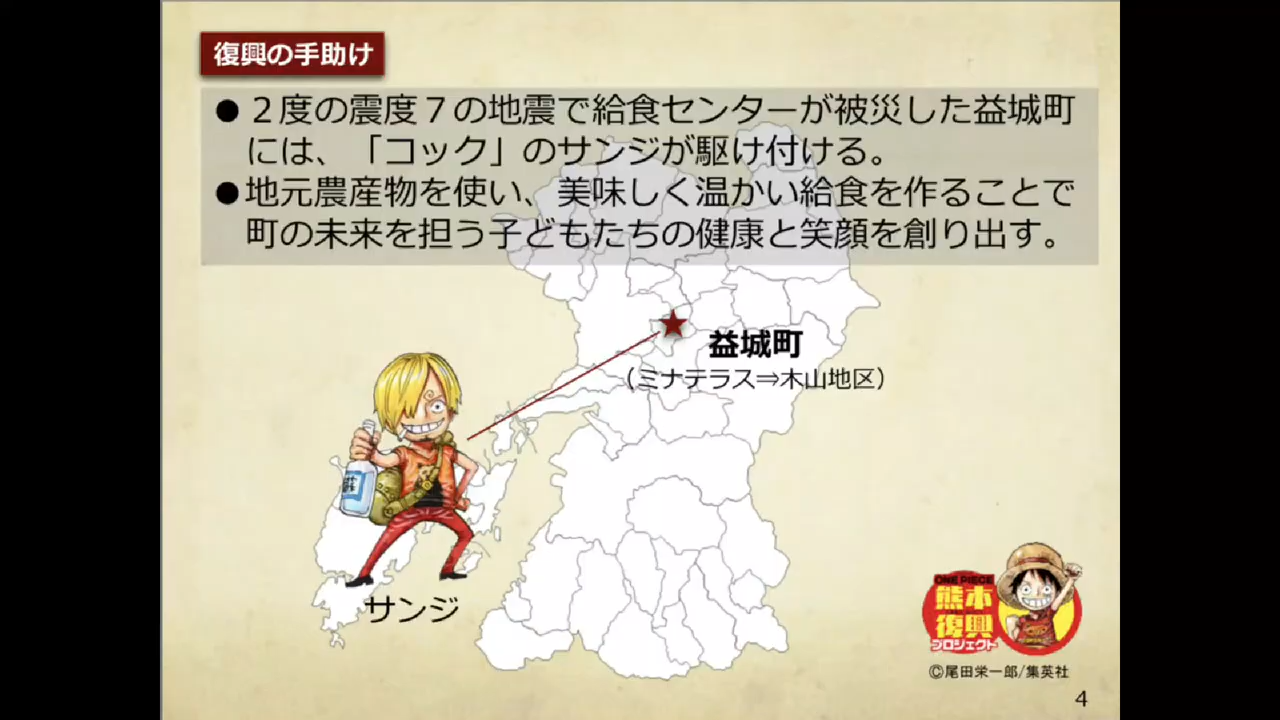 復興の手助け
●２度の震度７の地震で給食センターが被災した益城町
には、「コック」のサンジが駆け付ける。
●地元農産物を使い、美味しく温かい給食を作ることで
町の未来を担う子どもたちの健康と笑顔を創り出す。
益城町
（ミナテラス⇒木山地区）
サンジ
ONE PIECE
熊本
復興
プロジェクト
©尾田栄一郎/集英社
4